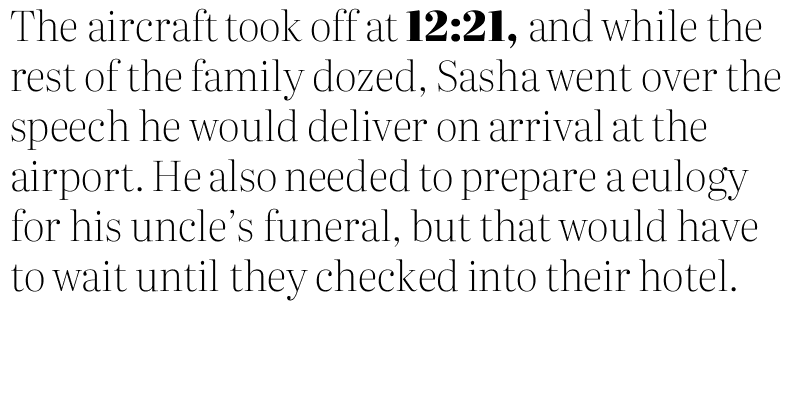 The aircraft took off at 12:21, and while the
rest of the family dozed, Sasha went over the
speech he would deliver on arrival at the
airport. He also needed to prepare a eulogy
for his uncle’s funeral, but that would have
to wait until they checked into their hotel.